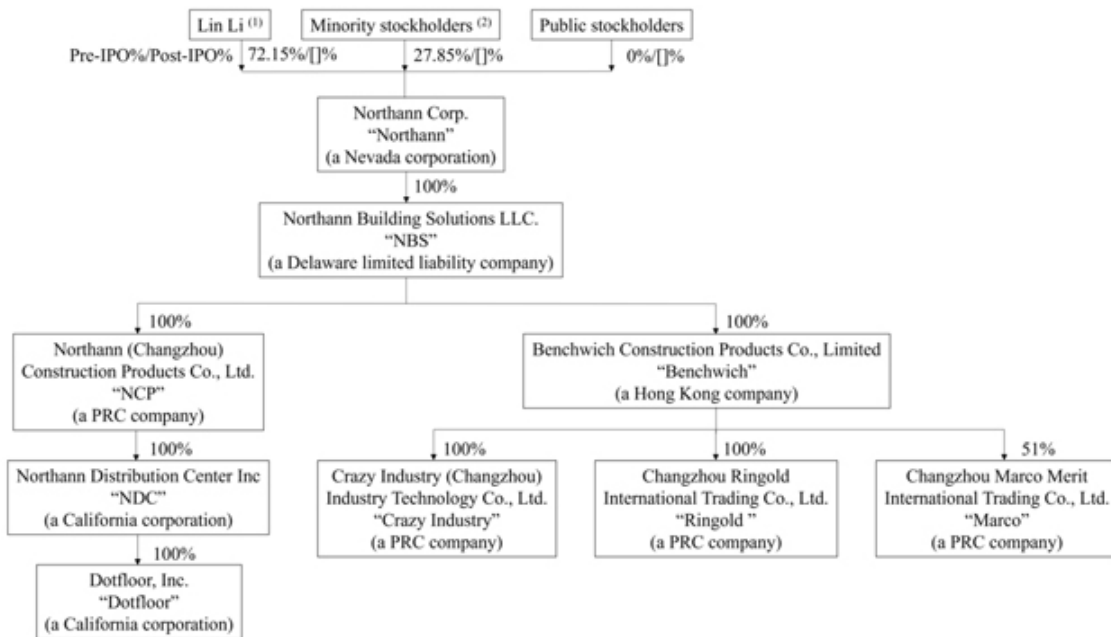 Lin Li (1)
Minority stockholders (2)
Public stockholders
Pre-IPO%/Post-IPO% 72.15%/[]%
27.85%/[]%
0%/[]%
Northann Corp.
“Northann”
(a Nevada corporation)
100%
Northann Building Solutions LLC.
“NBS”
(a Delaware limited liability company)
100%
100%
Northann (Changzhou)
Construction Products Co., Ltd.
“NCP”
(a PRC company)
Benchwich Construction Products Co., Limited
“Benchwich”
(a Hong Kong company)
100%
100%
100%
51%
Northann Distribution Center Inc
“NDC”
(a California corporation)
Crazy Industry (Changzhou)
Industry Technology Co., Ltd.
“Crazy Industry”
(a PRC company)
Changzhou Ringold
International Trading Co., Ltd.
“Ringold ”
(a PRC company)
Changzhou Marco Merit
International Trading Co., Ltd.
“Marco”
(a PRC company)
100%
Dotfloor, Inc.
“Dotfloor”
(a California corporation)